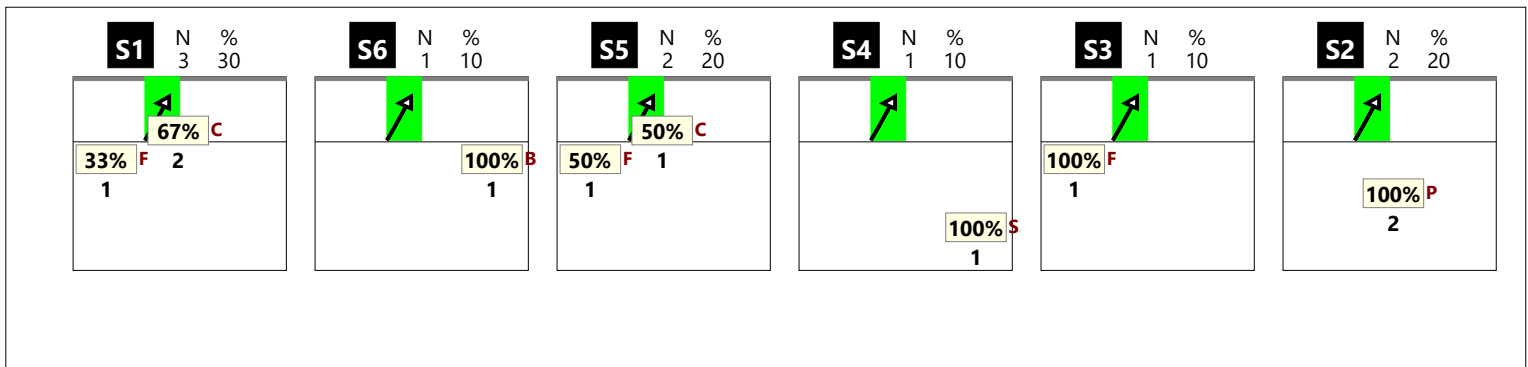 S1 N % S6 N % S5 N % S4 N % S3 N % S2 N %
3 30 1 10 2 20 1 10 1 10 2 20
67% C 50% C
33% F 2 100% B 50% F 1 100% F
1 1 1 1
100% P
2
100% S
1